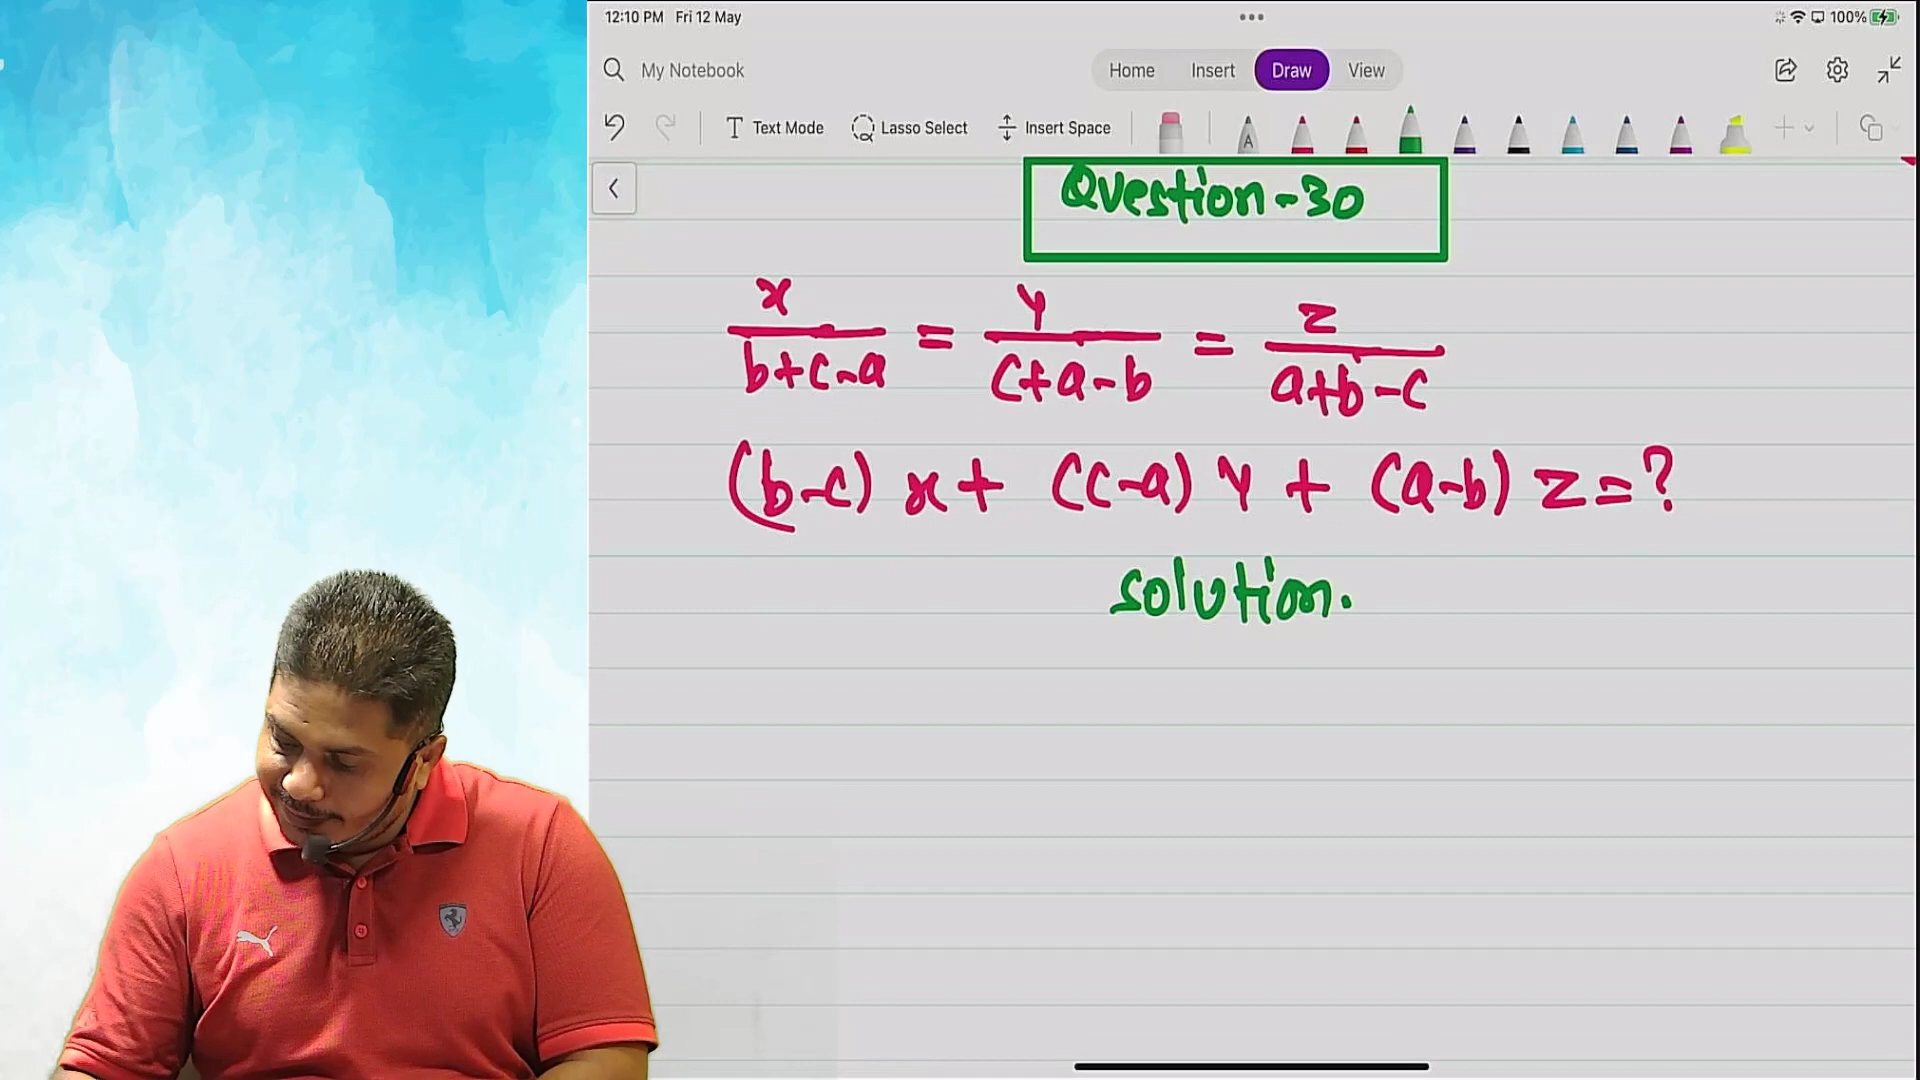 12:10 PM Fri 12 May
100%
My Notebook
Home Insert Draw View
Text Mode Lasso Select Insert Space
A
Question-30
x/(b+c-a) = y/(c+a-b) = z/(a+b-c)
(b-c) x + (c-a) y + (a-b) z = ?
solution.